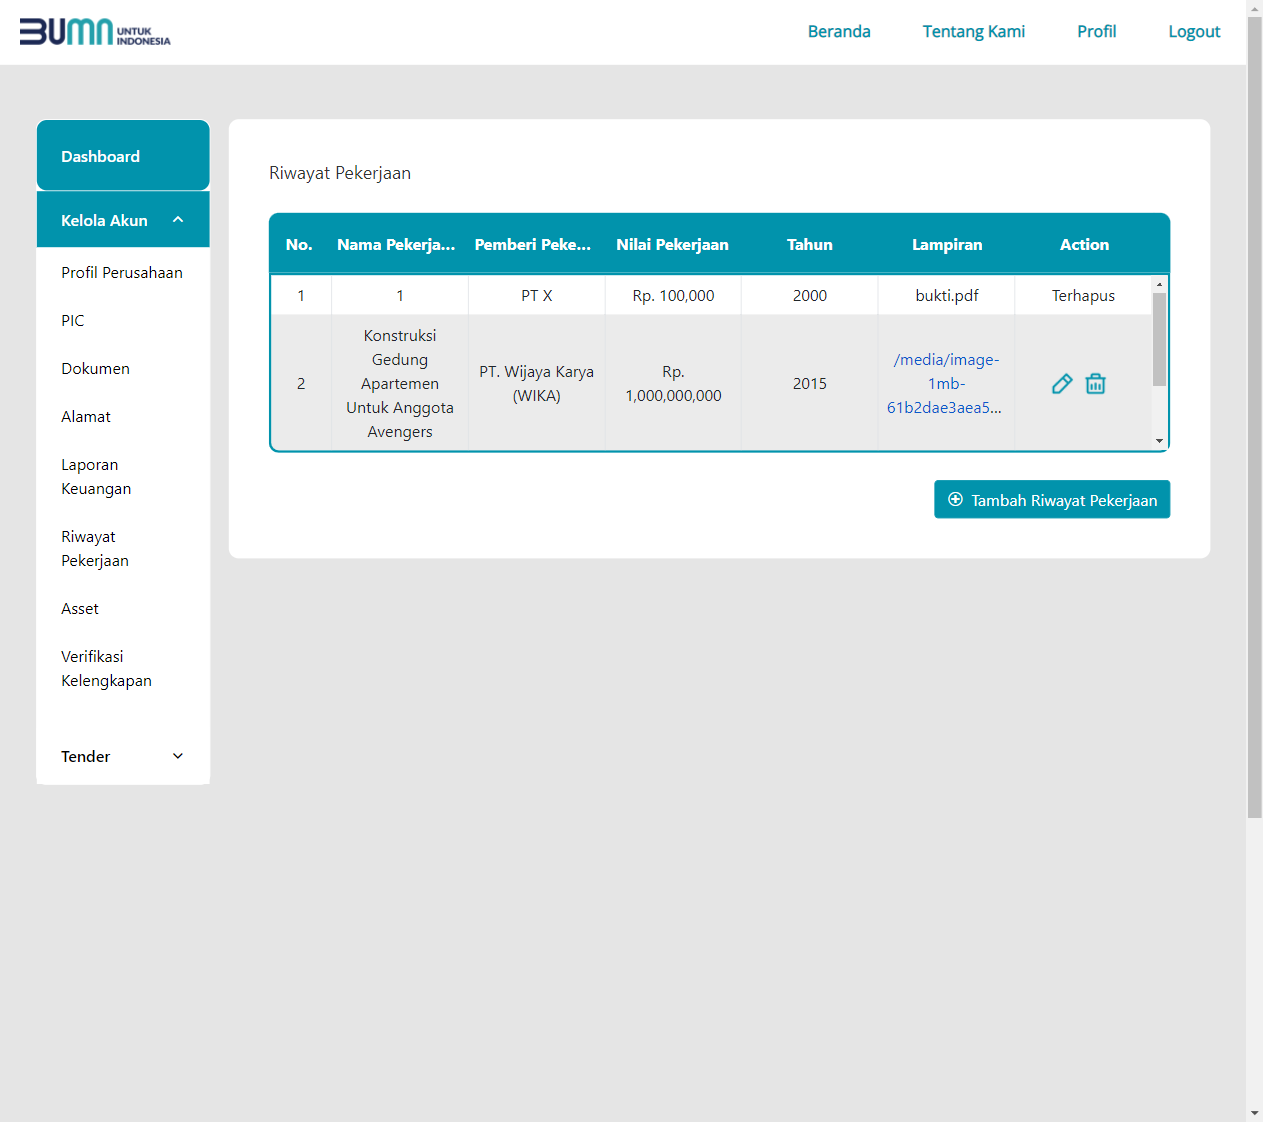 BUMN UNTUK INDONESIA
Beranda Tentang Kami Profil Logout
Dashboard
Kelola Akun
Profil Perusahaan
PIC
Dokumen
Alamat
Laporan
Keuangan
Riwayat
Pekerjaan
Asset
Verifikasi
Kelengkapan
Tender
Riwayat Pekerjaan
No. Nama Pekerja... Pemberi Peke... Nilai Pekerjaan Tahun Lampiran Action
1 1 PT X Rp. 100,000 2000 bukti.pdf Terhapus
2
Konstruksi
Gedung
Apartemen
Untuk Anggota
Avengers
PT. Wijaya Karya
(WIKA)
Rp.
1,000,000,000
2015
/media/image-
1mb-
61b2dae3aea5...
Tambah Riwayat Pekerjaan